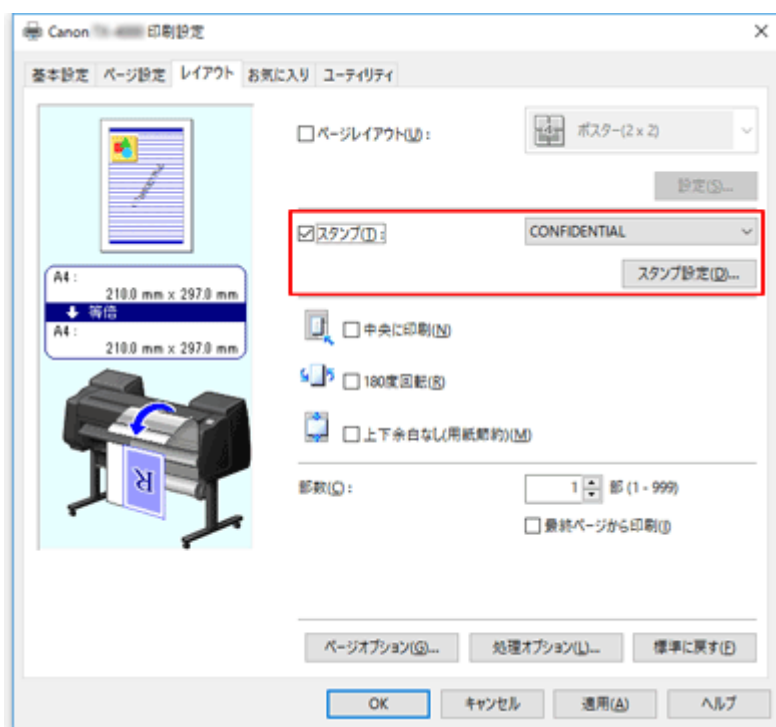 Canon 印刷設定
基本設定 ページ設定 レイアウト お気に入り ユーティリティ
ページレイアウト(U):
ポスター(2 x 2)
設定(S)...
スタンプ(T):
CONFIDENTIAL
スタンプ設定(D)...
A4 :
210.0 mm x 297.0 mm
等倍
A4 :
210.0 mm x 297.0 mm
中央に印刷(N)
180度回転(R)
上下余白なし(用紙節約)(M)
R
部数(C):
1 部 (1 - 999)
最終ページから印刷(I)
ページオプション(G)... 処理オプション(L)... 標準に戻す(F)
OK キャンセル 適用(A) ヘルプ